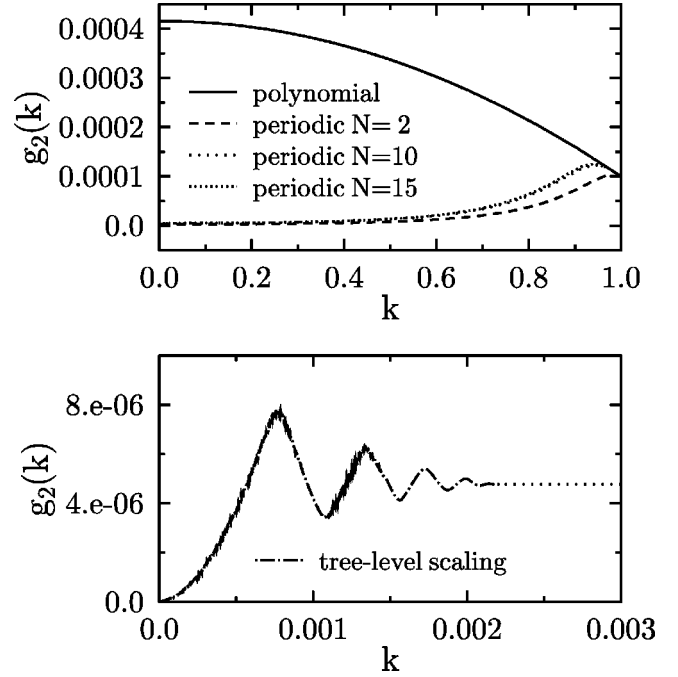 0.0004
0.0003
0.0002
0.0001
0.0
g2(k)
polynomial
periodic N= 2
periodic N=10
periodic N=15
0.0 0.2 0.4 0.6 0.8 1.0
k
8.e-06
4.e-06
0.0
g2(k)
tree-level scaling
0.0 0.001 0.002 0.003
k